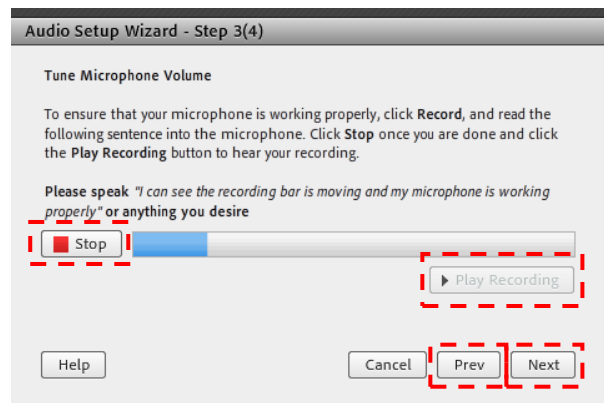 Audio Setup Wizard - Step 3(4)
Tune Microphone Volume
To ensure that your microphone is working properly, click Record, and read the
following sentence into the microphone. Click Stop once you are done and click
the Play Recording button to hear your recording.
Please speak "I can see the recording bar is moving and my microphone is working
properly" or anything you desire
Stop
Play Recording
Help
Cancel
Prev
Next